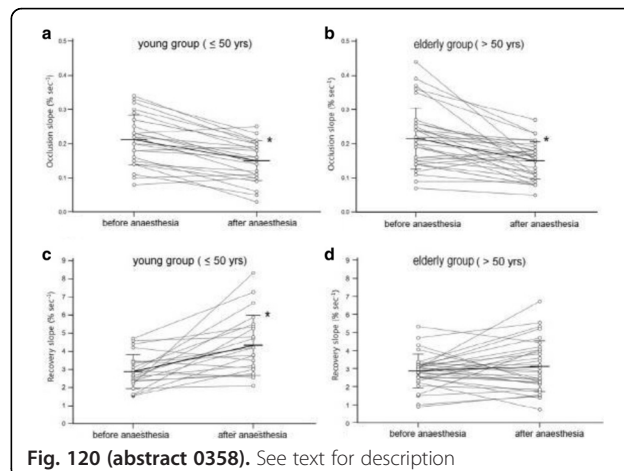 a
young group ( ≤ 50 yrs)
Occlusion slope (% sec⁻¹)
0.5
0.4
0.3
0.2
0.1
0.0
*
before anaesthesia
after anaesthesia
b
elderly group ( > 50 yrs)
Occlusion slope (% sec⁻¹)
0.5
0.4
0.3
0.2
0.1
0.0
*
before anaesthesia
after anaesthesia
c
young group ( ≤ 50 yrs)
Recovery slope (% sec⁻¹)
9
8
7
6
5
4
3
2
1
0
*
before anaesthesia
after anaesthesia
d
elderly group ( > 50 yrs)
Recovery slope (% sec⁻¹)
9
8
7
6
5
4
3
2
1
0
before anaesthesia
after anaesthesia
Fig. 120 (abstract 0358). See text for description